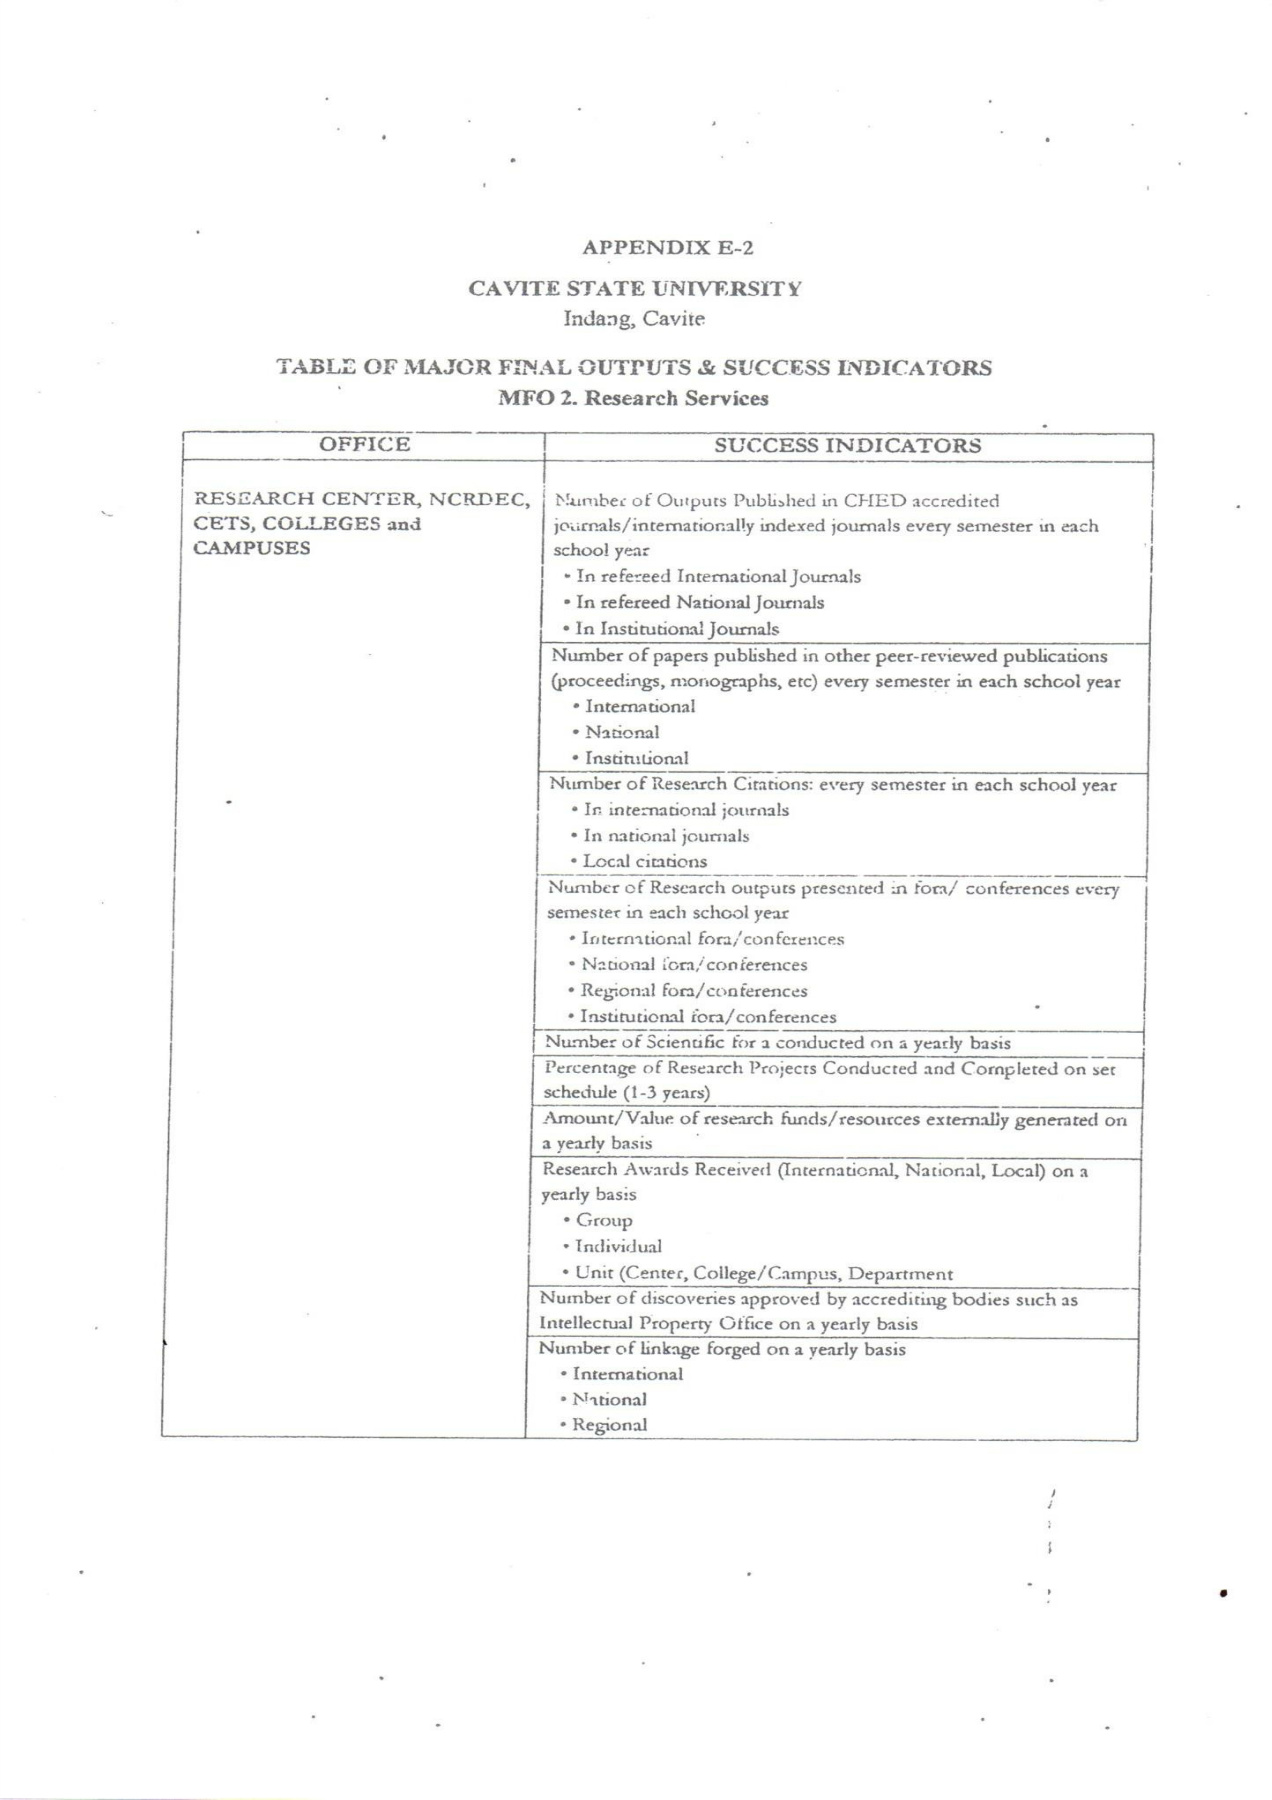 APPENDIX E-2
CAVITE STATE UNIVERSITY
Indang, Cavite
TABLE OF MAJOR FINAL OUTPUTS & SUCCESS INDICATORS
MFO 2. Research Services
OFFICE
SUCCESS INDICATORS
RESEARCH CENTER, NCRDEC,
CETS, COLLEGES and
CAMPUSES
Number of Outputs Published in CHED accredited
journals/internationally indexed journals every semester in each
school year
• In refereed International Journals
• In refereed National Journals
• In Institutional Journals
Number of papers published in other peer-reviewed publications
(proceedings, monographs, etc) every semester in each school year
• International
• National
• Institutional
Number of Research Citations: every semester in each school year
• In international journals
• In national journals
• Local citations
Number of Research outputs presented in fora/ conferences every
semester in each school year
• International fora/conferences
• National fora/conferences
• Regional fora/conferences
• Institutional fora/conferences
Number of Scientific for a conducted on a yearly basis
Percentage of Research Projects Conducted and Completed on set
schedule (1-3 years)
Amount/Value of research funds/resources externally generated on
a yearly basis
Research Awards Received (International, National, Local) on a
yearly basis
• Group
• Individual
• Unit (Center, College/Campus, Department
Number of discoveries approved by accrediting bodies such as
Intellectual Property Office on a yearly basis
Number of linkage forged on a yearly basis
• International
• National
• Regional